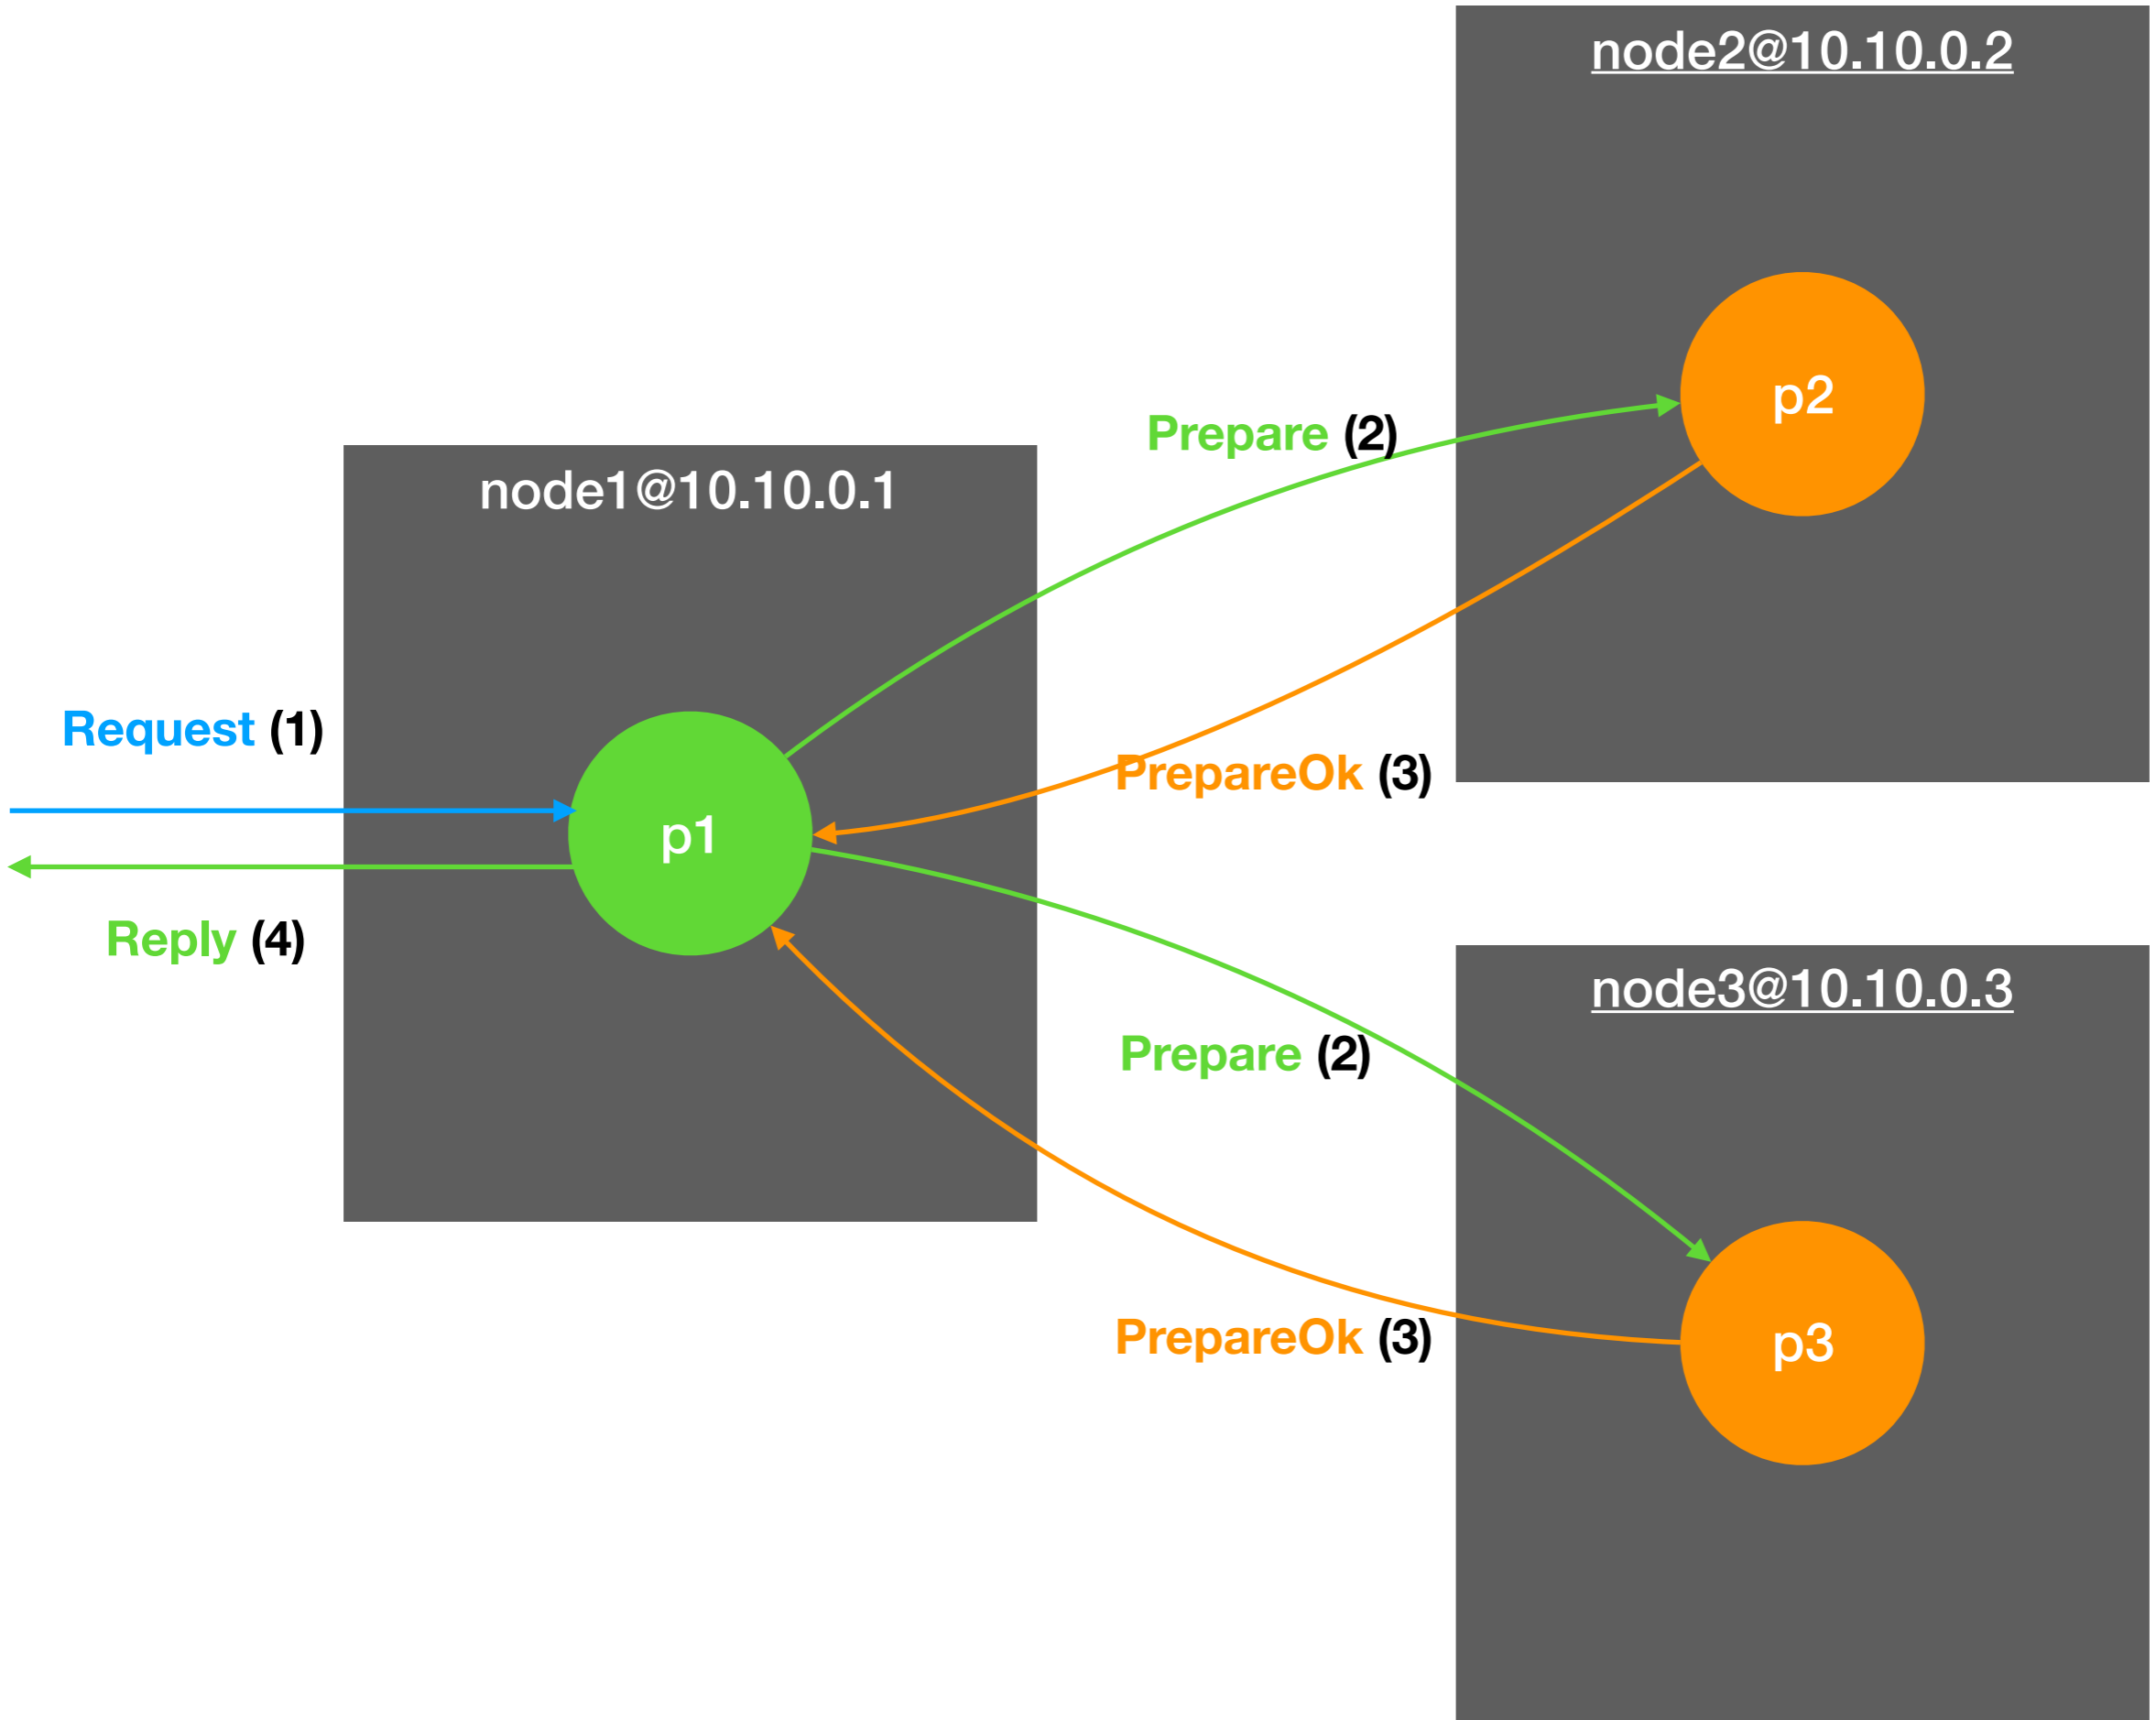 node2@10.10.0.2
p2
Prepare (2)
node1@10.10.0.1
Request (1)
PrepareOk (3)
p1
Reply (4)
node3@10.10.0.3
Prepare (2)
PrepareOk (3)
p3